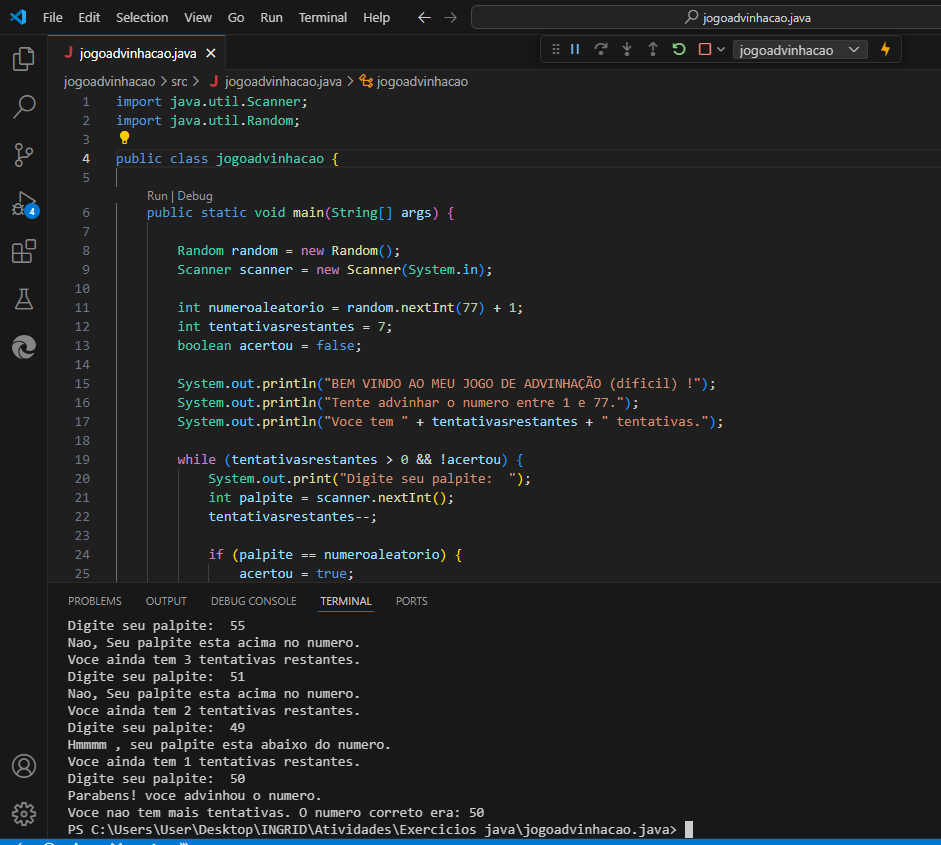 File Edit Selection View Go Run Terminal Help jogoadvinhacao.java
jogoadvinhacao.java
jogoadvinhacao
jogoadvinhacao > src > jogoadvinhacao.java > jogoadvinhacao
1 import java.util.Scanner;
2 import java.util.Random;
3
4 public class jogoadvinhacao {
5
Run | Debug
6 public static void main(String[] args) {
7
8 Random random = new Random();
9 Scanner scanner = new Scanner(System.in);
10
11 int numeroaleatorio = random.nextInt(77) + 1;
12 int tentativasrestantes = 7;
13 boolean acertou = false;
14
15 System.out.println("BEM VINDO AO MEU JOGO DE ADVINHAÇÃO (dificil) !");
16 System.out.println("Tente advinhar o numero entre 1 e 77.");
17 System.out.println("Voce tem " + tentativasrestantes + " tentativas.");
18
19 while (tentativasrestantes > 0 && !acertou) {
20 System.out.print("Digite seu palpite:  ");
21 int palpite = scanner.nextInt();
22 tentativasrestantes--;
23
24 if (palpite == numeroaleatorio) {
25 acertou = true;
4
PROBLEMS OUTPUT DEBUG CONSOLE TERMINAL PORTS
Digite Seu palpite:  55
Nao, Seu palpite esta acima no numero.
Voce ainda tem 3 tentativas restantes.
Digite seu palpite:  51
Nao, Seu palpite esta acima no numero.
Voce ainda tem 2 tentativas restantes.
Digite seu palpite:  49
Hmmmm , seu palpite esta abaixo do numero.
Voce ainda tem 1 tentativas restantes.
Digite seu palpite:  50
Parabens! voce advinhou o numero.
Voce nao tem mais tentativas. O numero correto era: 50
PS C:\Users\User\Desktop\INGRID\Atividades\Exercicios java\jogoadvinhacao.java>